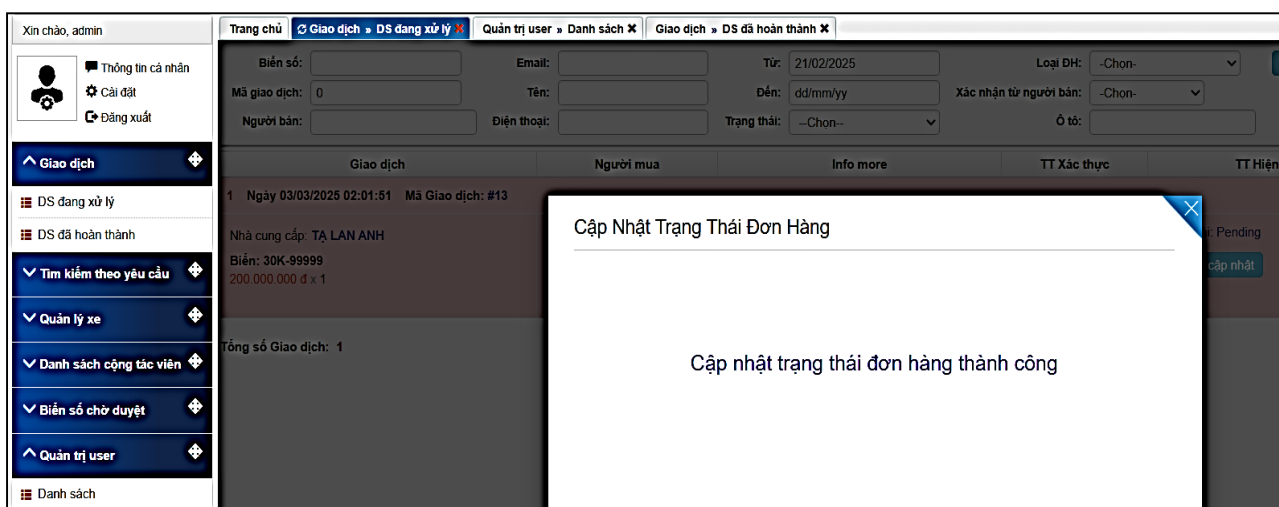 Xin chào, admin
Thông tin cá nhân
Cài đặt
Đăng xuất
Giao dịch
DS đang xử lý
DS đã hoàn thành
Tìm kiếm theo yêu cầu
Quản lý xe
Danh sách cộng tác viên
Biển số chờ duyệt
Quản trị user
Danh sách
Trang chủ Giao dịch » DS đang xử lý Quản trị user » Danh sách Giao dịch » DS đã hoàn thành
Biển số: Email: Từ: 21/02/2025 Loại ĐH: -Chọn-
Mã giao dịch: 0 Tên: Đến: dd/mm/yy Xác nhận từ người bán: -Chọn-
Người bán: Điện thoại: Trạng thái: --Chọn-- Ô tô:
Giao dịch Người mua Info more TT Xác thực TT Hiện
1 Ngày 03/03/2025 02:01:51 Mã Giao dịch: #13
Nhà cung cấp: TẠ LAN ANH
Biển: 30K-99999
200.000.000 đ x 1
Pending
cập nhật
Tổng số Giao dịch: 1
Cập Nhật Trạng Thái Đơn Hàng
Cập nhật trạng thái đơn hàng thành công